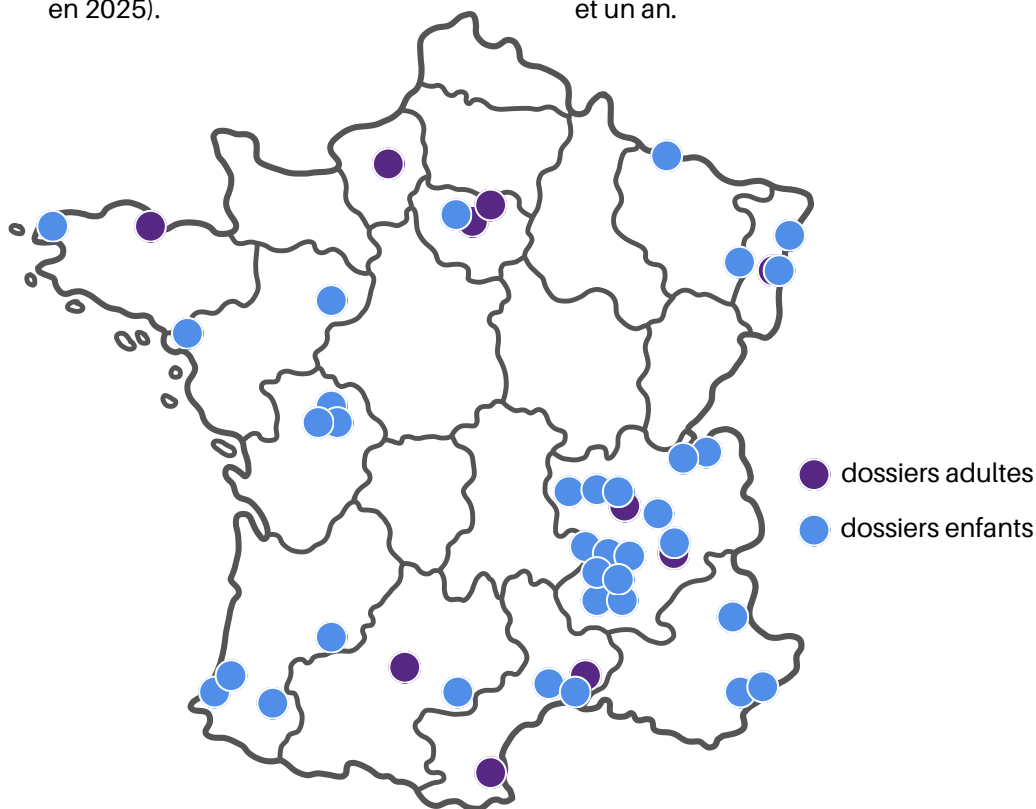 en 2025).
et un an.
dossiers adultes
dossiers enfants